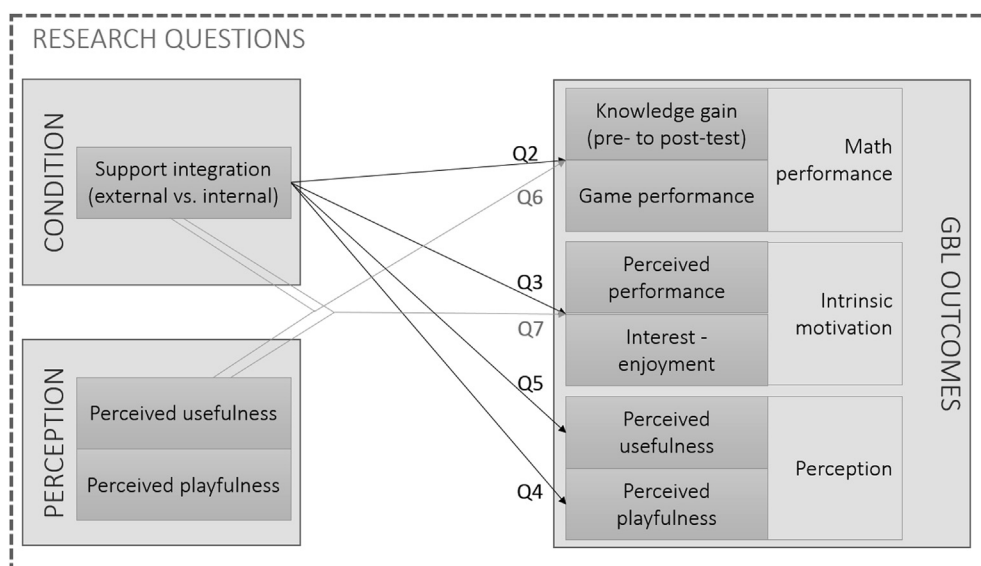 RESEARCH QUESTIONS
CONDITION
Support integration
(external vs. internal)
PERCEPTION
Perceived usefulness
Perceived playfulness
Q2
Q6
Q3
Q7
Q5
Q4
Knowledge gain
(pre- to post-test)
Game performance
Math
performance
Perceived
performance
Interest -
enjoyment
Intrinsic
motivation
Perceived
usefulness
Perceived
playfulness
Perception
GBL OUTCOMES